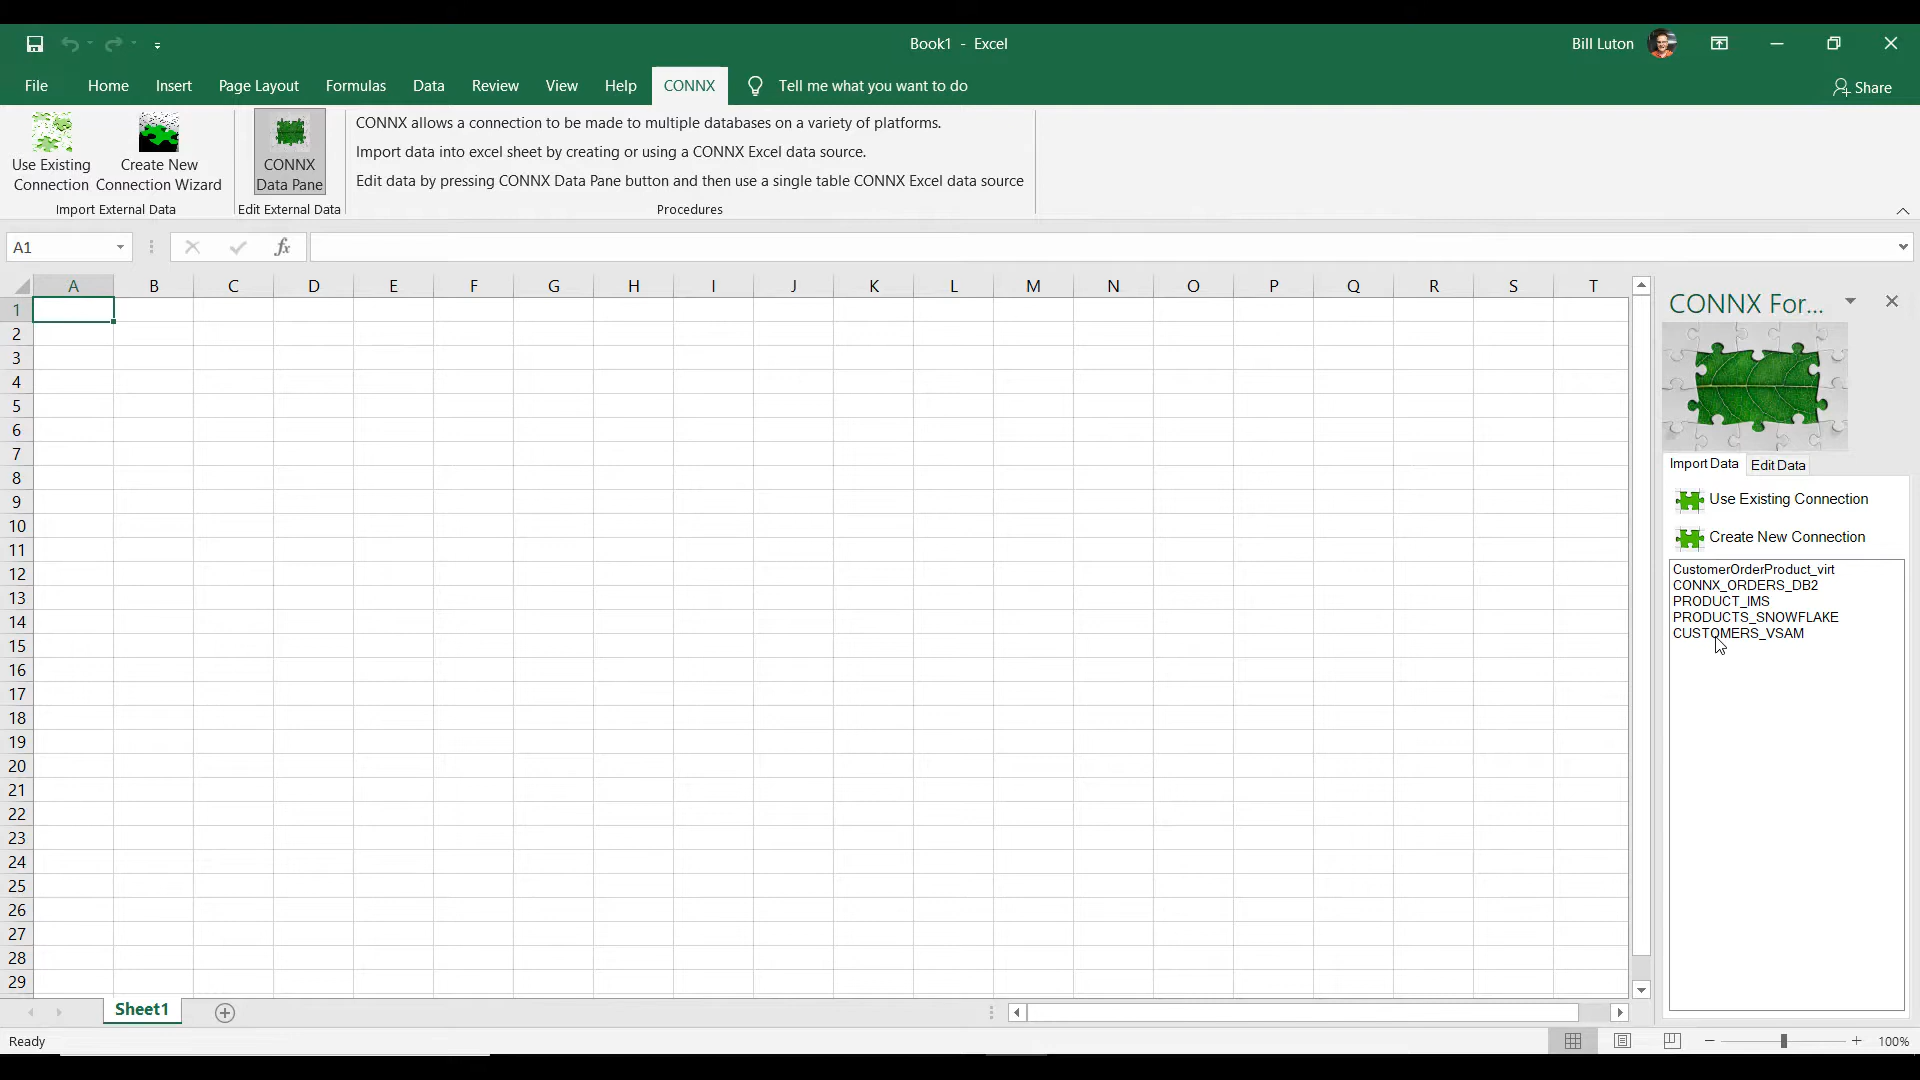 Book1 - Excel
Bill Luton
File Home Insert Page Layout Formulas Data Review View Help CONNX Tell me what you want to do
Share
Use Existing
Connection
Create New
Connection Wizard
CONNX
Data Pane
Import External Data
Edit External Data
CONNX allows a connection to be made to multiple databases on a variety of platforms.
Import data into excel sheet by creating or using a CONNX Excel data source.
Edit data by pressing CONNX Data Pane button and then use a single table CONNX Excel data source
Procedures
A1
fx
A B C D E F G H I J K L M N O P Q R S T
1
2
3
4
5
6
7
8
9
10
11
12
13
14
15
16
17
18
19
20
21
22
23
24
25
26
27
28
29
CONNX For...
Import Data Edit Data
Use Existing Connection
Create New Connection
CustomerOrderProduct_virt
CONNX_ORDERS_DB2
PRODUCT_IMS
PRODUCTS_SNOWFLAKE
CUSTOMERS_VSAM
Sheet1
Ready
100%